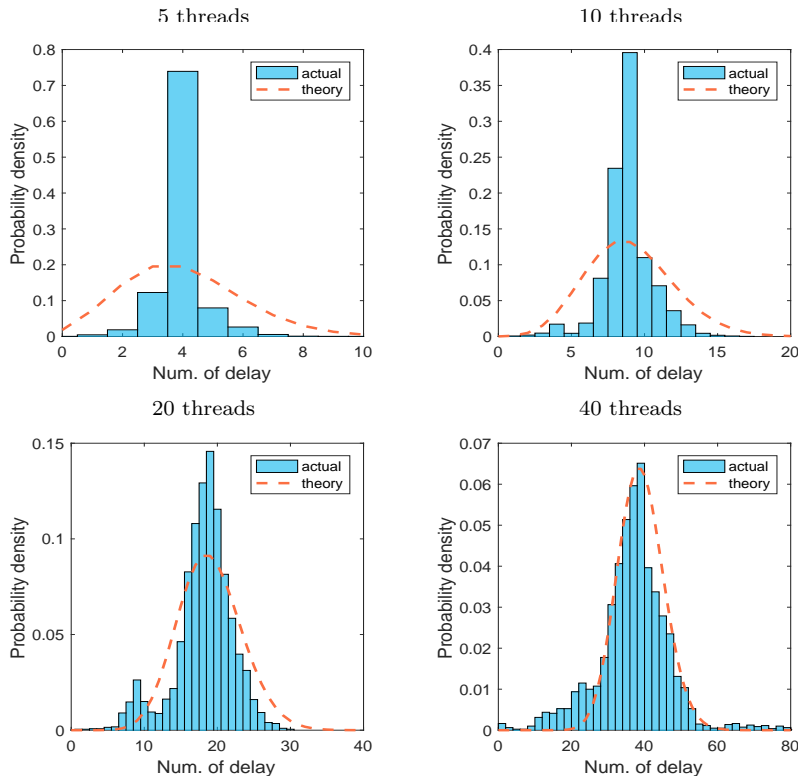 5 threads
0.8
0.7
0.6
0.5
0.4
0.3
0.2
0.1
0
Probability density
actual
theory
0 2 4 6 8 10
Num. of delay
10 threads
0.4
0.35
0.3
0.25
0.2
0.15
0.1
0.05
0
Probability density
actual
theory
0 5 10 15 20
Num. of delay
20 threads
0.15
0.1
0.05
0
Probability density
actual
theory
0 10 20 30 40
Num. of delay
40 threads
0.07
0.06
0.05
0.04
0.03
0.02
0.01
0
Probability density
actual
theory
0 20 40 60 80
Num. of delay